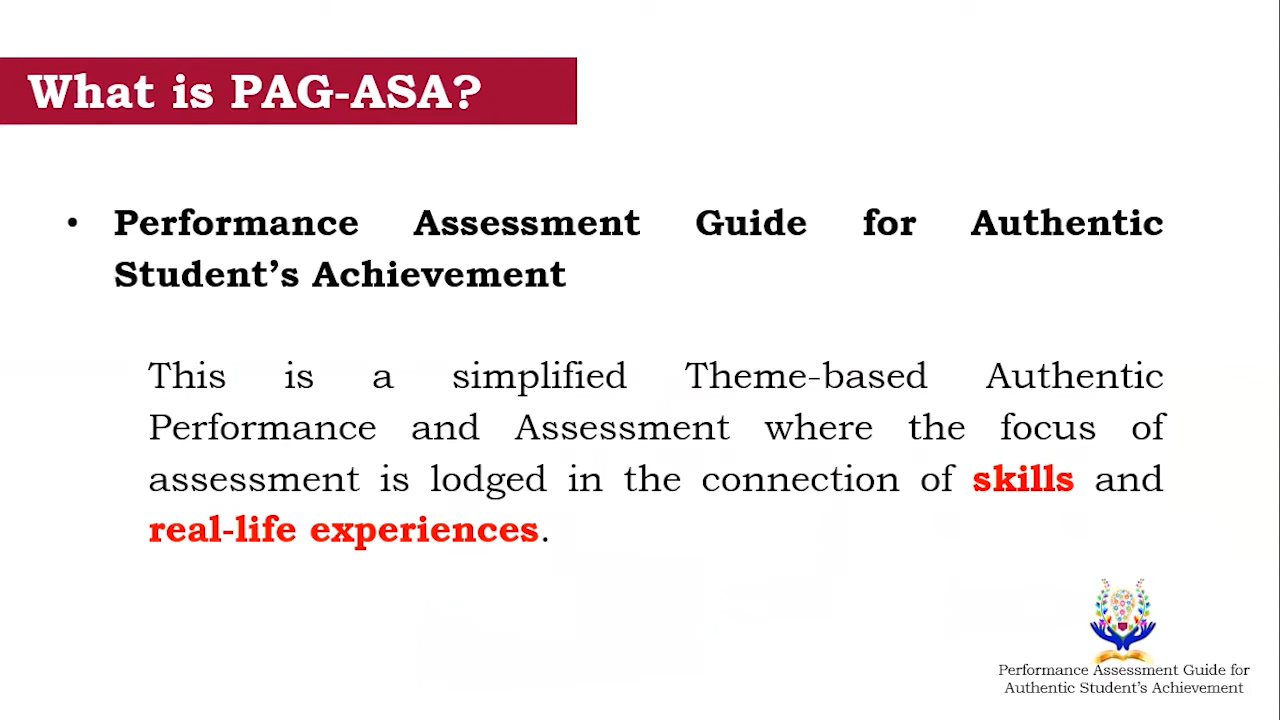 What is PAG-ASA?
• Performance Assessment Guide for Authentic
Student’s Achievement
This is a simplified Theme-based Authentic
Performance and Assessment where the focus of
assessment is lodged in the connection of skills and
real-life experiences.
Performance Assessment Guide for
Authentic Student’s Achievement